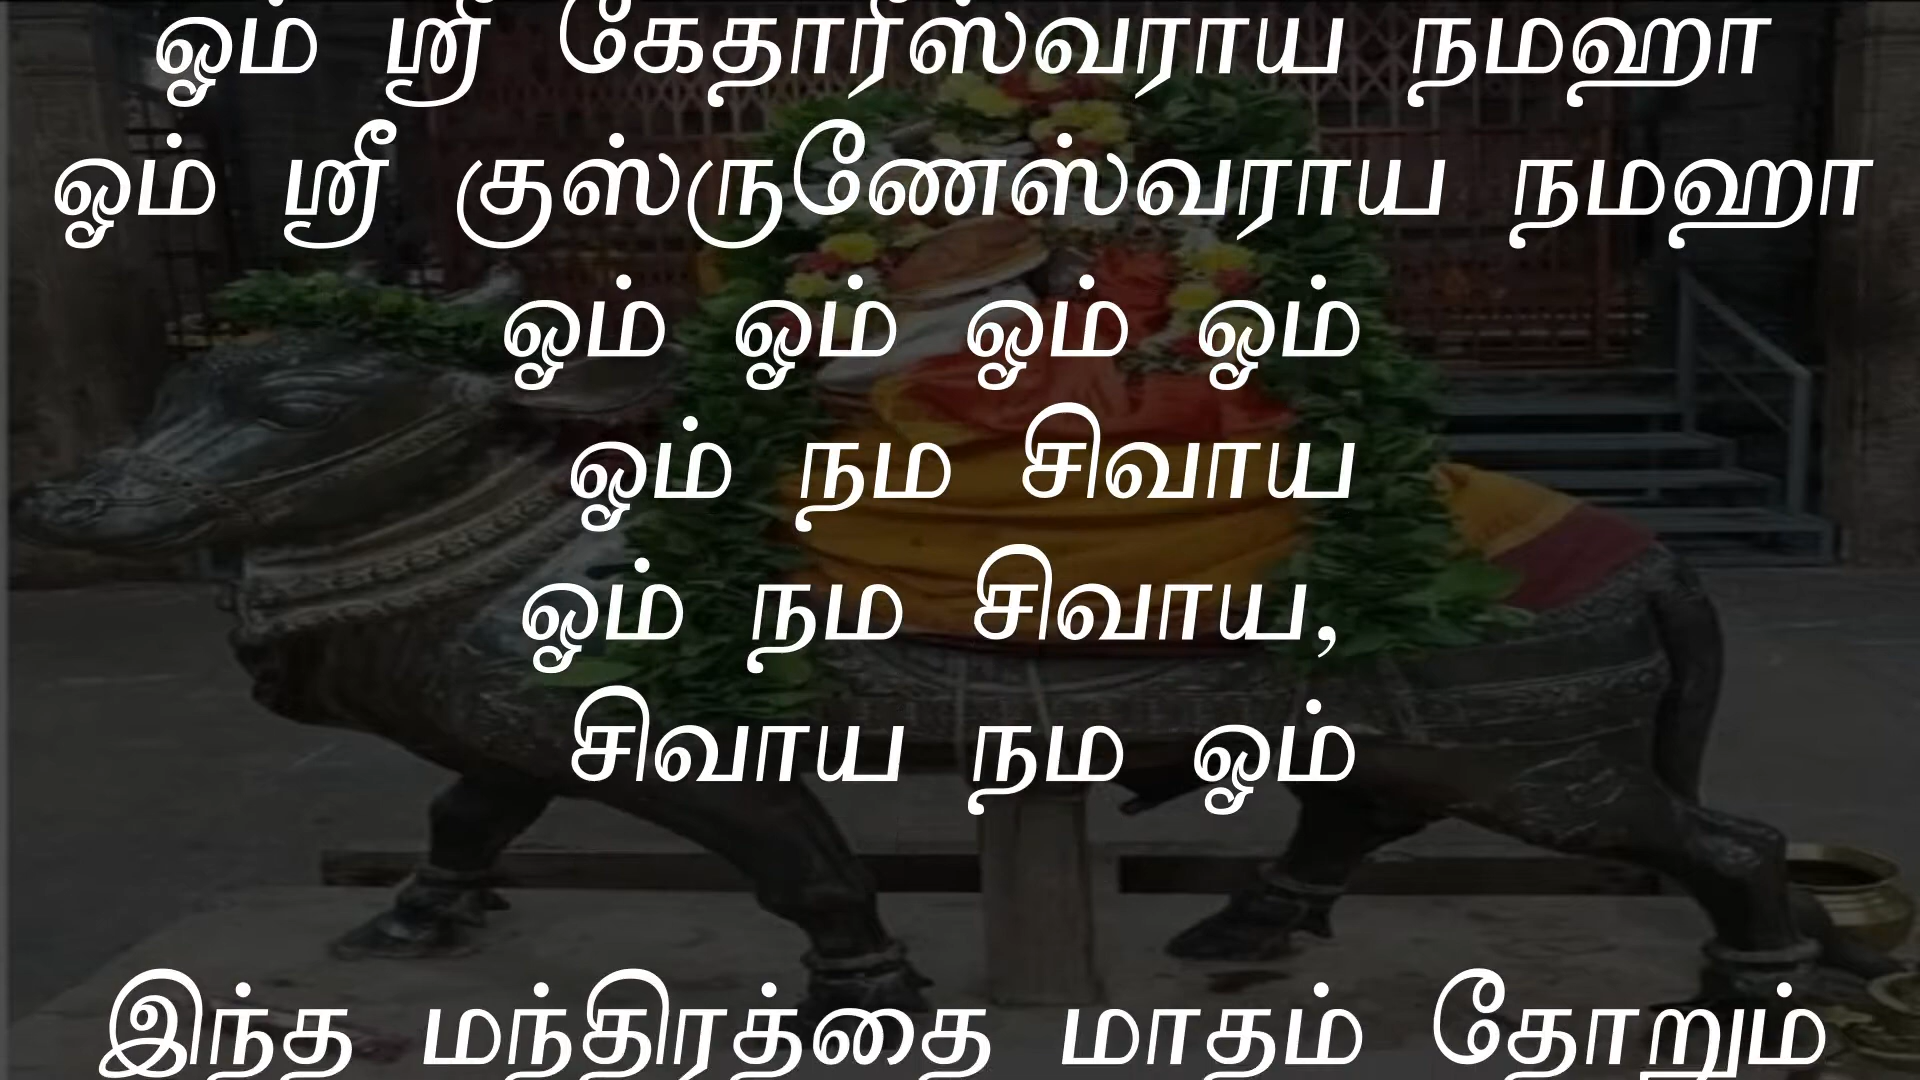 ஓம் ஸ்ரீ கேதாரீஸ்வராய நமஹா
ஓம் ஸ்ரீ குஸ்ருணேஸ்வராய நமஹா
ஓம் ஓம் ஓம் ஓம்
ஓம் நம சிவாய
ஓம் நம சிவாய,
சிவாய நம ஓம்
இந்த மந்திரத்தை மாதம் தோறும்